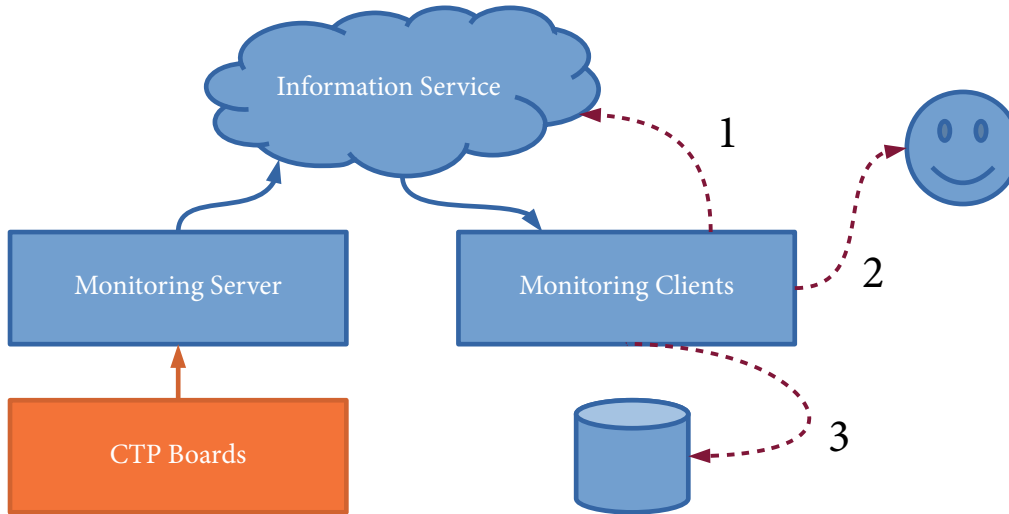 Information Service
1
2
Monitoring Server
Monitoring Clients
3
CTP Boards